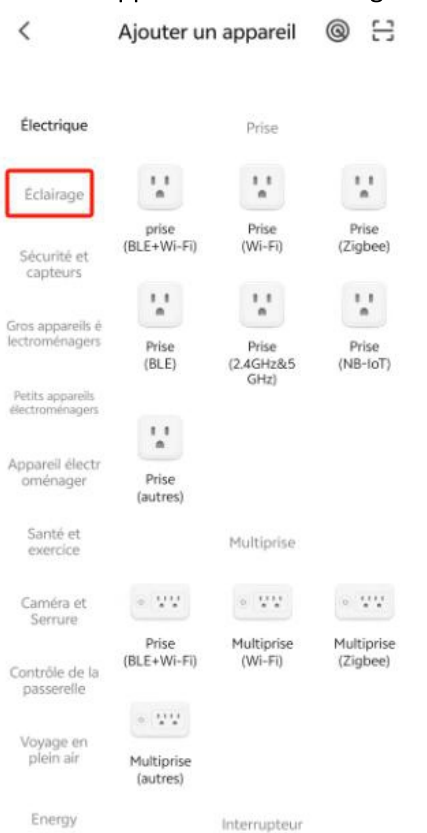 Ajouter un appareil
Électrique
Prise
Éclairage
prise
(BLE+Wi-Fi)
Prise
(Wi-Fi)
Prise
(Zigbee)
Sécurité et
capteurs
Gros appareils é
lectroménagers
Prise
(BLE)
Prise
(2.4GHz&5
GHz)
Prise
(NB-IoT)
Petits appareils
électroménagers
Appareil électr
oménager
Prise
(autres)
Santé et
exercice
Multiprise
Caméra et
Serrure
Prise
(BLE+Wi-Fi)
Multiprise
(Wi-Fi)
Multiprise
(Zigbee)
Contrôle de la
passerelle
Voyage en
plein air
Multiprise
(autres)
Energy
Interrupteur